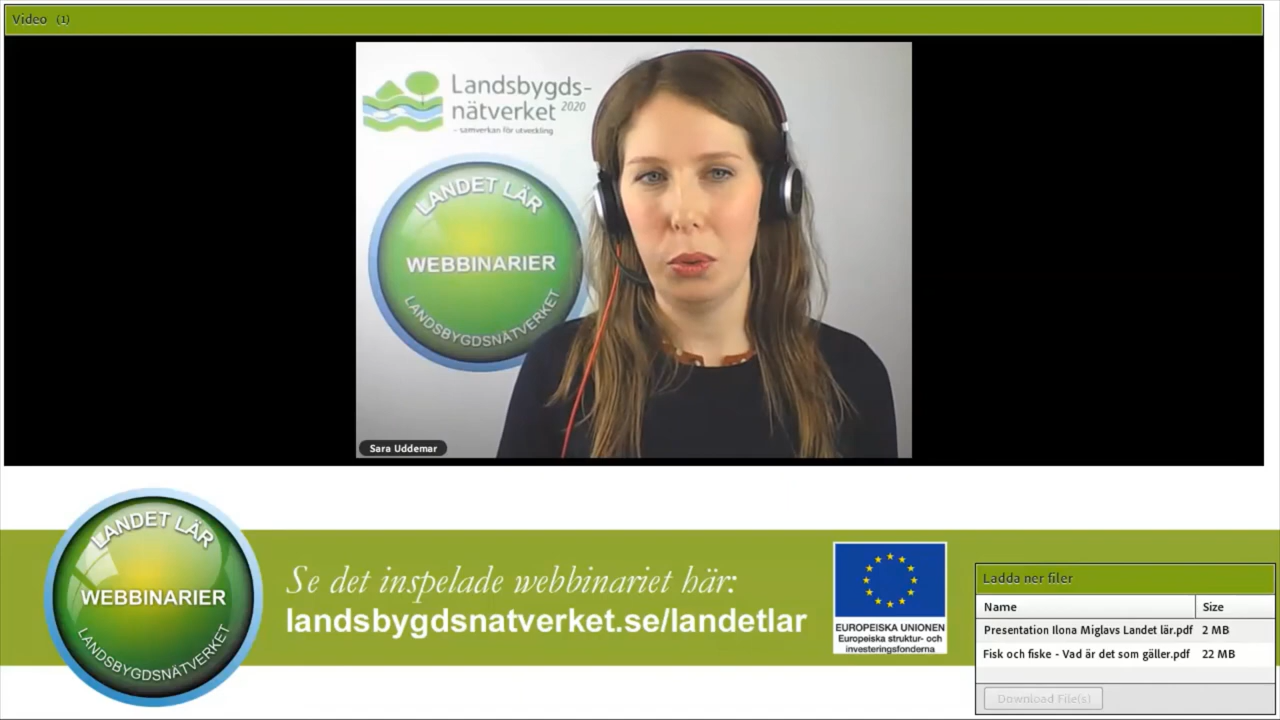 Video (1)
Landsbygds-
nätverket 2020
- samverkan för utveckling
LANDET LÄR
WEBBINARIER
LANDSBYGDSNÄTVERKET
Sara Uddemar
LANDET LÄR
WEBBINARIER
LANDSBYGDSNÄTVERKET
Se det inspelade webbinariet här:
landsbygdsnatverket.se/landetlar
EUROPEISKA UNIONEN
Europeiska struktur- och
investeringsfonderna
Ladda ner filer
Name Size
Presentation Ilona Miglavs Landet lär.pdf 2 MB
Fisk och fiske - Vad är det som gäller.pdf 22 MB
Download File(s)